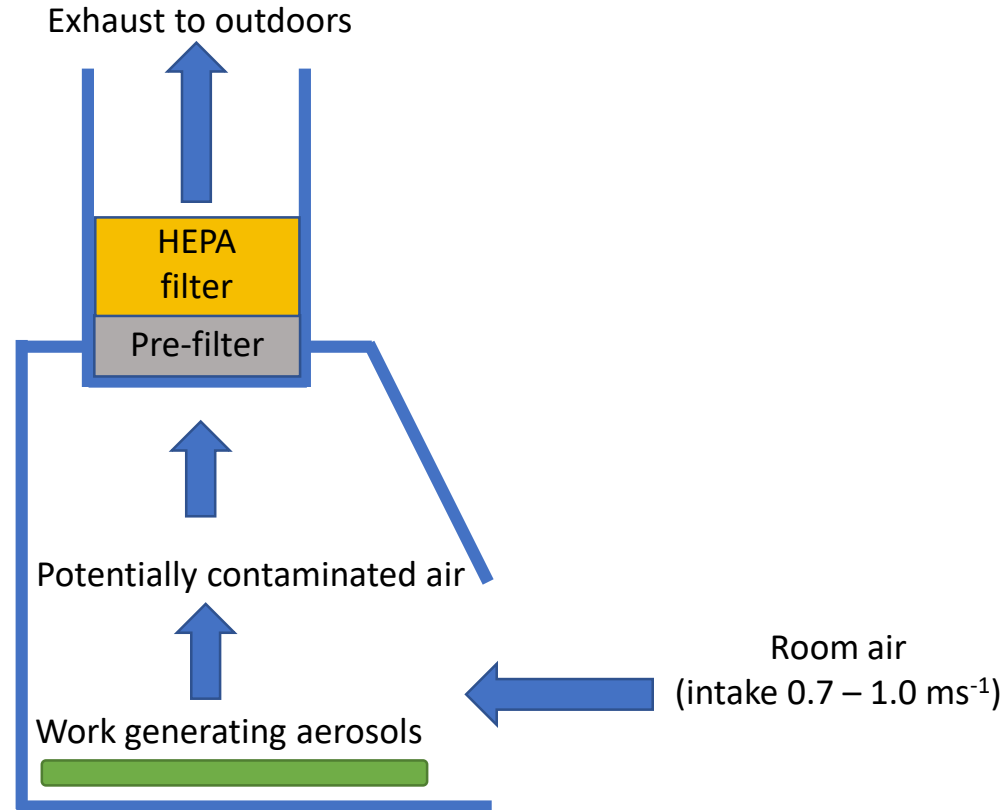 Exhaust to outdoors
HEPA
filter
Pre-filter
Potentially contaminated air
Room air
(intake 0.7 – 1.0 ms⁻¹)
Work generating aerosols